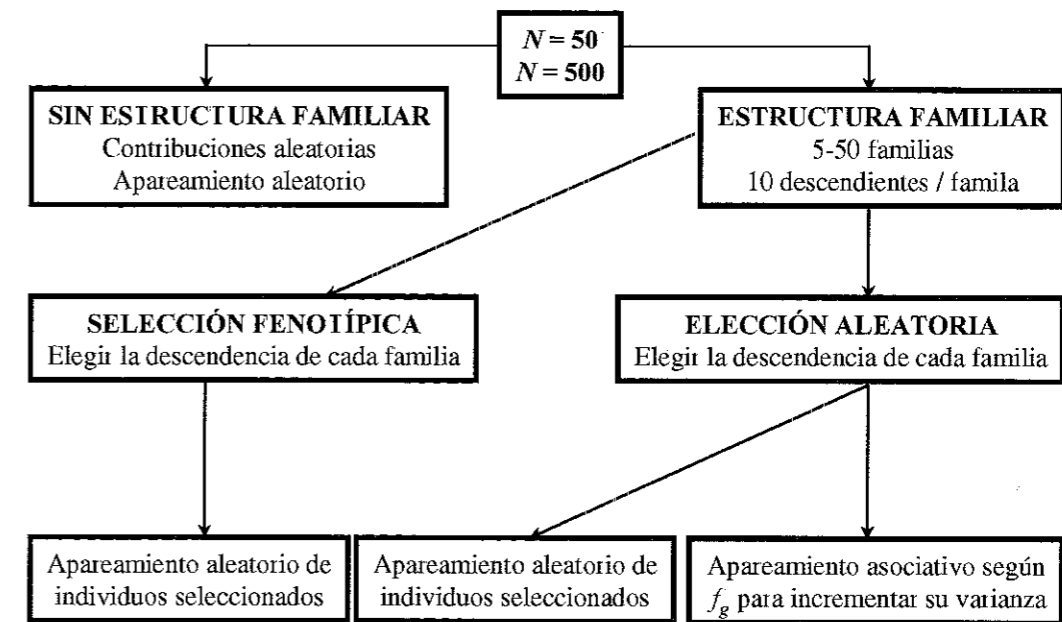 N = 50
N = 500
SIN ESTRUCTURA FAMILIAR
Contribuciones aleatorias
Apareamiento aleatorio
ESTRUCTURA FAMILIAR
5-50 familias
10 descendientes / famila
SELECCIÓN FENOTÍPICA
Elegir la descendencia de cada familia
ELECCIÓN ALEATORIA
Elegir la descendencia de cada familia
Apareamiento aleatorio de
individuos seleccionados
Apareamiento aleatorio de
individuos seleccionados
Apareamiento asociativo según
f_g para incrementar su varianza